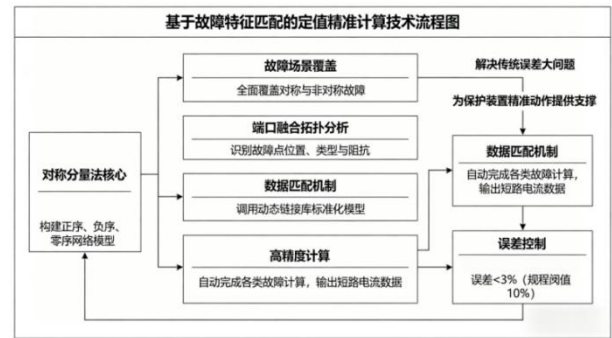 基于故障特征匹配的定值精准计算技术流程图
故障场景覆盖
全面覆盖对称与非对称故障
解决传统误差大问题
为保护装置精准动作提供支撑
端口融合拓扑分析
识别故障点位置、类型与阻抗
对称分量法核心
构建正序、负序、
零序网络模型
数据匹配机制
调用动态链接库标准化模型
高精度计算
自动完成各类故障计算，输出短路电流数据
数据匹配机制
自动完成各类故障计算，
输出短路电流数据
误差控制
误差<3%（规程阀值
10%）